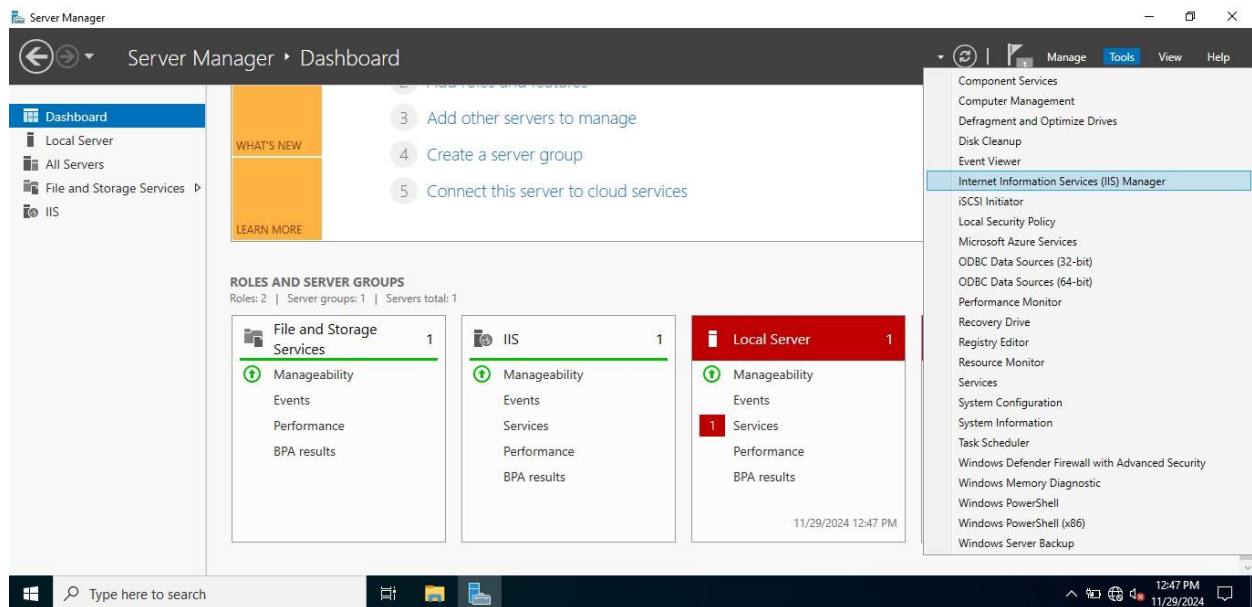 Server Manager
Server Manager • Dashboard
1
Manage Tools View Help
Dashboard
Local Server
All Servers
File and Storage Services
IIS
WHAT'S NEW
LEARN MORE
2 Add roles and features
3 Add other servers to manage
4 Create a server group
5 Connect this server to cloud services
ROLES AND SERVER GROUPS
Roles: 2 | Server groups: 1 | Servers total: 1
File and Storage Services 1
Manageability
Events
Performance
BPA results
IIS 1
Manageability
Events
Services
Performance
BPA results
Local Server 1
Manageability
Events
1 Services
Performance
BPA results
11/29/2024 12:47 PM
Component Services
Computer Management
Defragment and Optimize Drives
Disk Cleanup
Event Viewer
Internet Information Services (IIS) Manager
iSCSI Initiator
Local Security Policy
Microsoft Azure Services
ODBC Data Sources (32-bit)
ODBC Data Sources (64-bit)
Performance Monitor
Recovery Drive
Registry Editor
Resource Monitor
Services
System Configuration
System Information
Task Scheduler
Windows Defender Firewall with Advanced Security
Windows Memory Diagnostic
Windows PowerShell
Windows PowerShell (x86)
Windows Server Backup
Type here to search
12:47 PM
11/29/2024